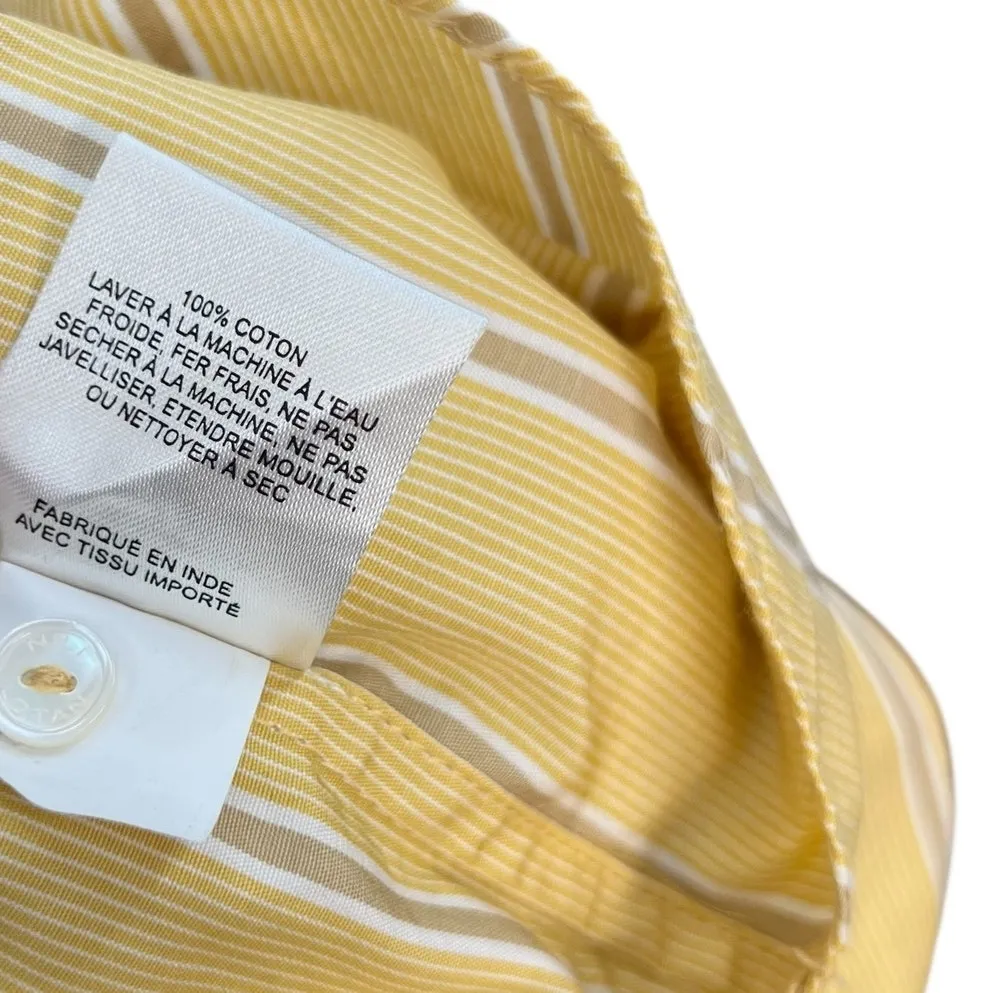 100% COTON
LAVER À LA MACHINE À L'EAU
FROIDE, FER FRAIS, NE PAS
SECHER À LA MACHINE, NE PAS
JAVELLISER, ETENDRE MOUILLE,
OU NETTOYER À SEC
FABRIQUÉ EN INDE
AVEC TISSU IMPORTÉ